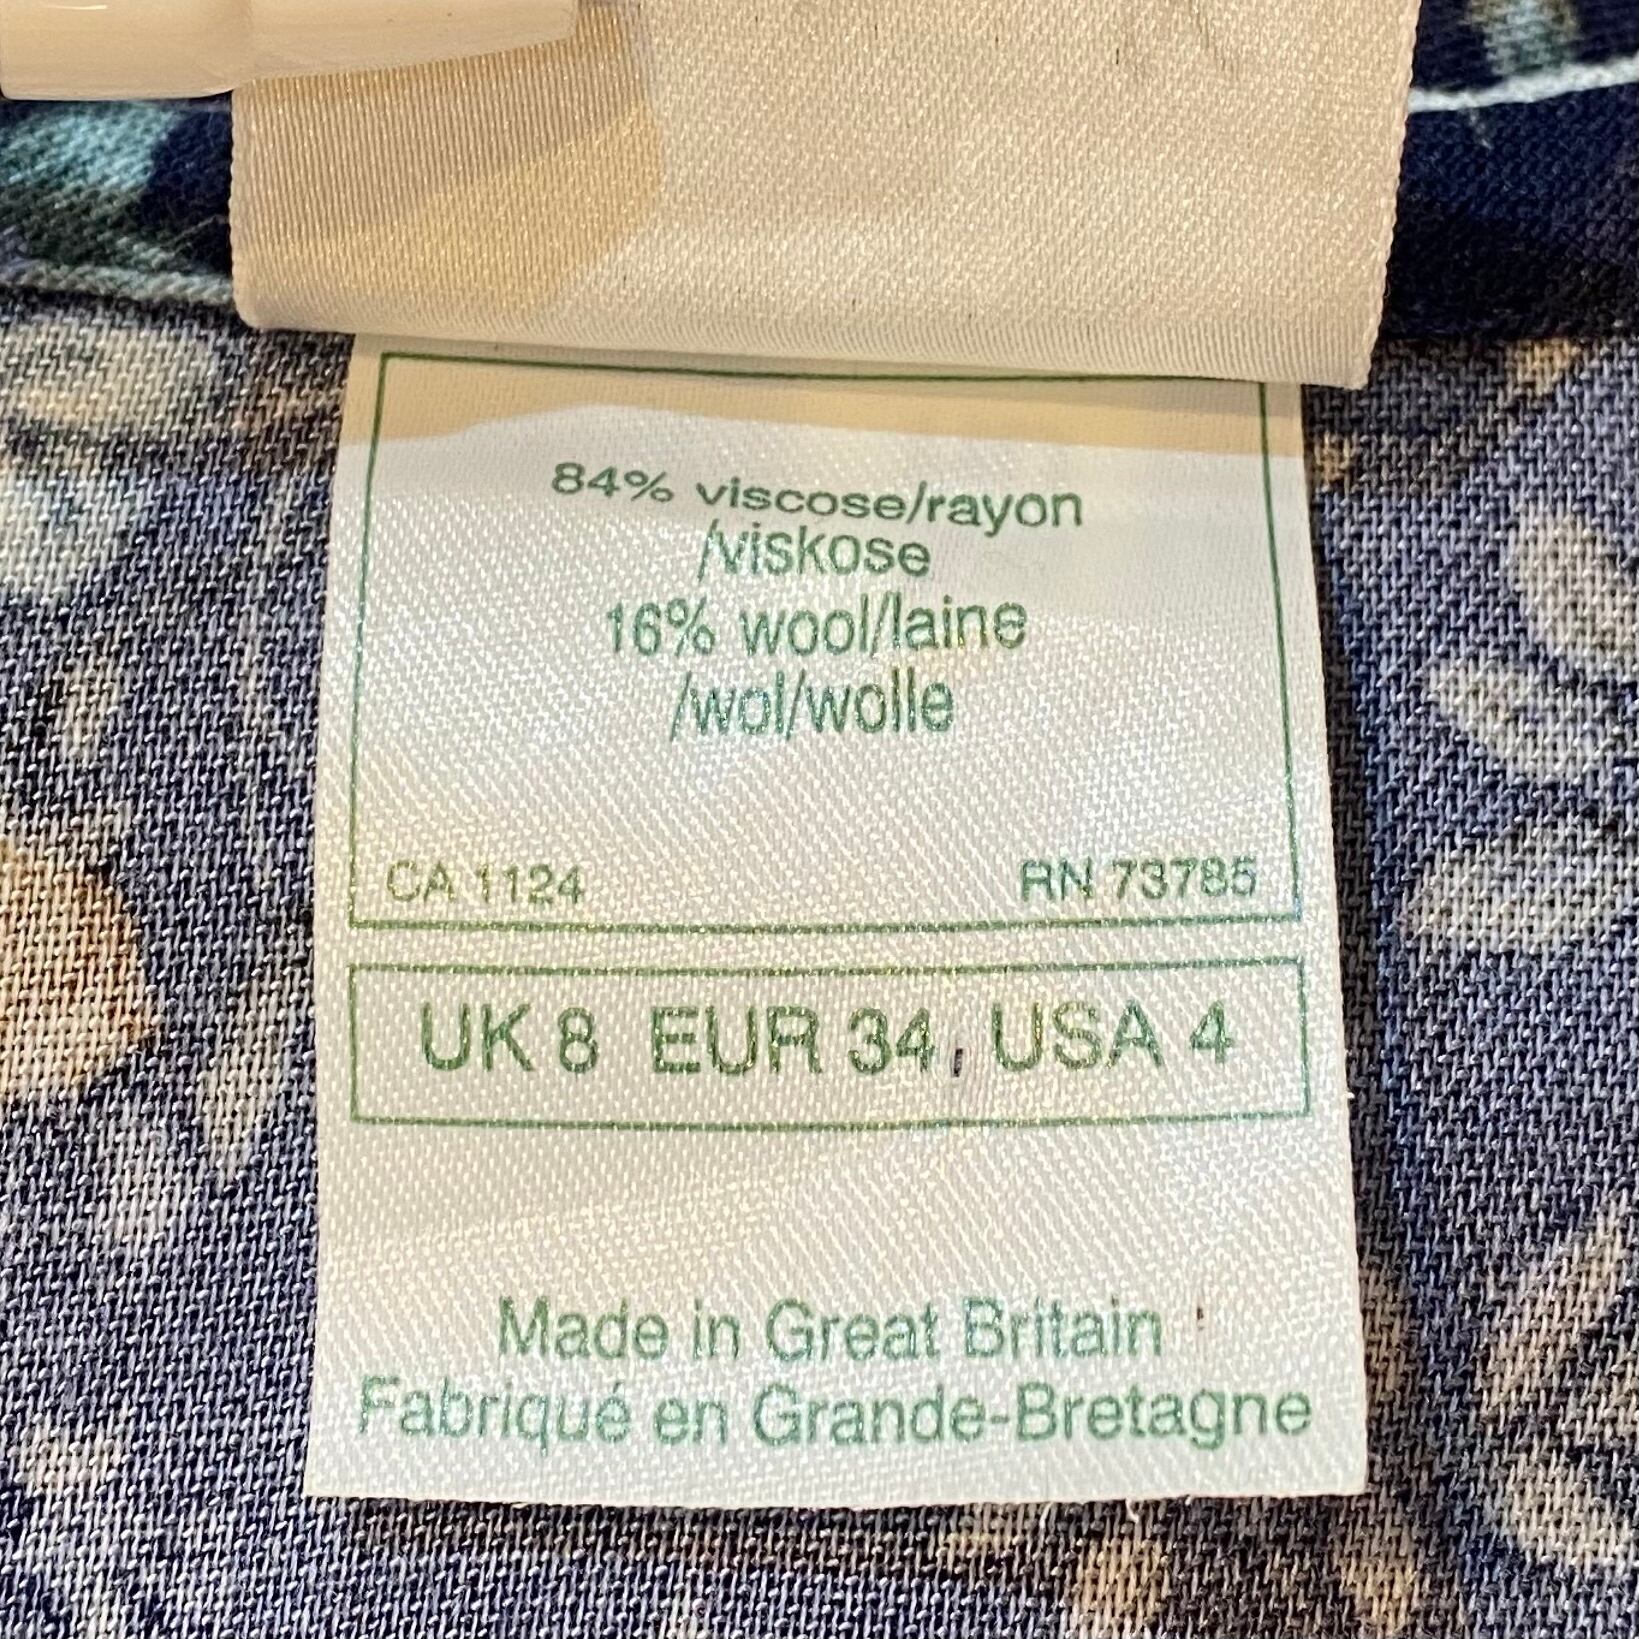 84% viscose/rayon
/viskose
16% wool/laine
/wol/wolle
CA 1124 RN 73785
UK 8 EUR 34 USA 4
Made in Great Britain
Fabriqué en Grande-Bretagne